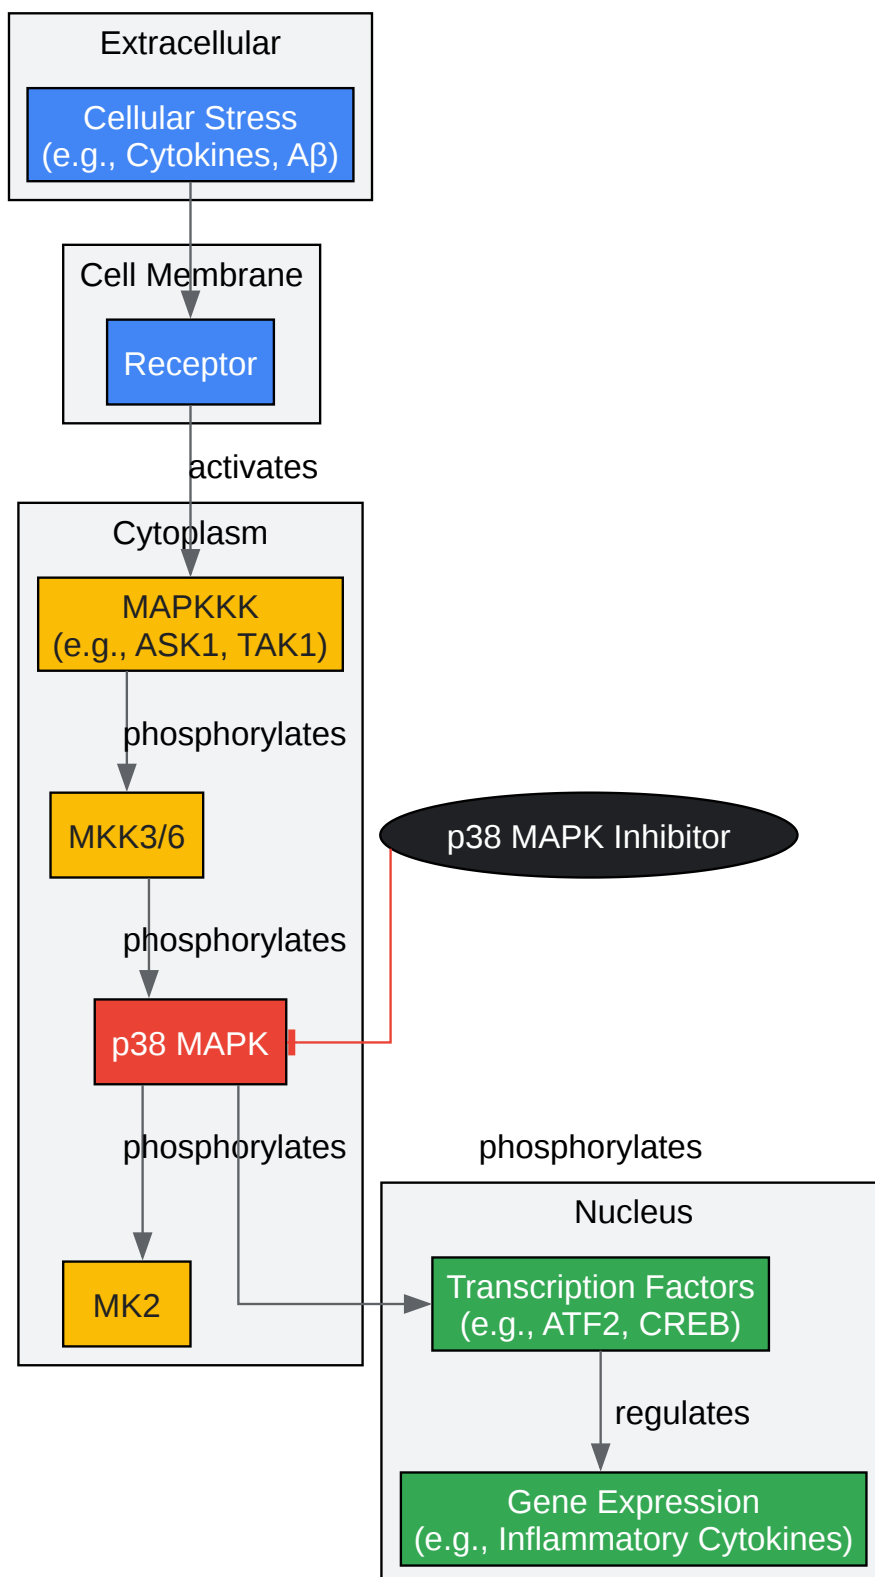 Extracellular
Cellular Stress
(e.g., Cytokines, Aβ)
Cell Membrane
Receptor
activates
Cytoplasm
MAPKKK
(e.g., ASK1, TAK1)
phosphorylates
MKK3/6
p38 MAPK Inhibitor
phosphorylates
p38 MAPK
phosphorylates
phosphorylates
Nucleus
Transcription Factors
(e.g., ATF2, CREB)
MK2
regulates
Gene Expression
(e.g., Inflammatory Cytokines)